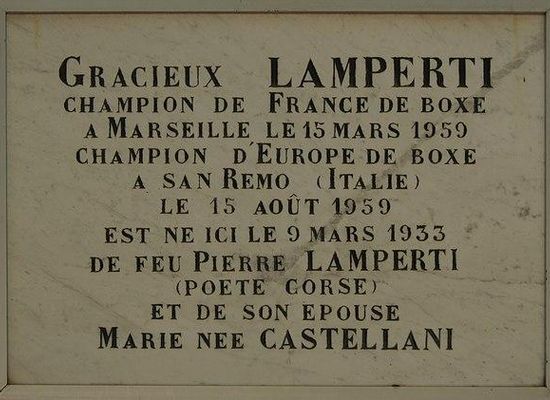 GRACIEUX LAMPERTI
CHAMPION DE FRANCE DE BOXE
A MARSEILLE LE 15 MARS 1959
CHAMPION D'EUROPE DE BOXE
A SAN REMO (ITALIE)
LE 15 AOÛT 1959
EST NE ICI LE 9 MARS 1933
DE FEU PIERRE LAMPERTI
(POETE CORSE)
ET DE SON EPOUSE
MARIE NEE CASTELLANI